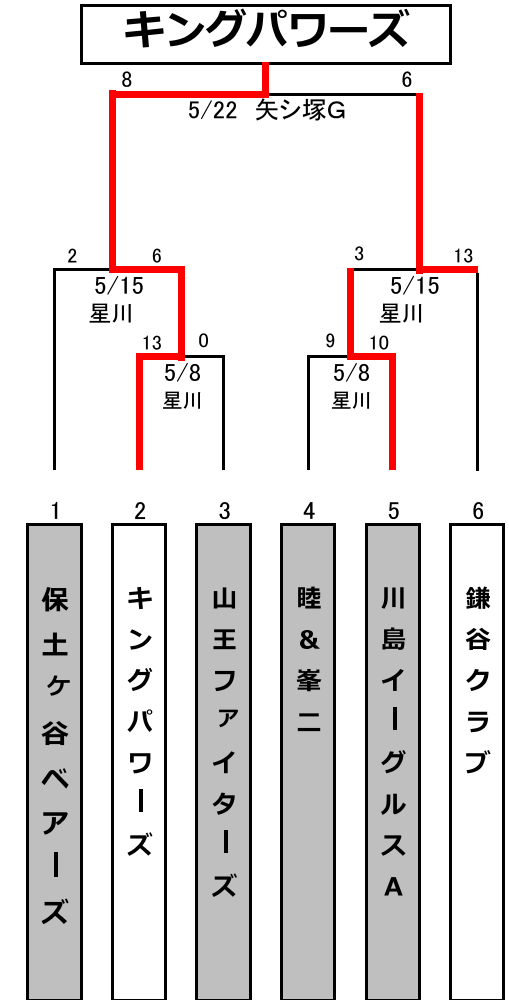 キングパワーズ
8 6
5/22 矢シ塚G
2 6 3 13
5/15 5/15
星川 星川
13 0 9 10
5/8 5/8
星川 星川
1 2 3 4 5 6
保土ヶ谷ベアーズ
キングパワーズ
山王ファイターズ
睦&峯二
川島イーグルスA
鎌谷クラブ